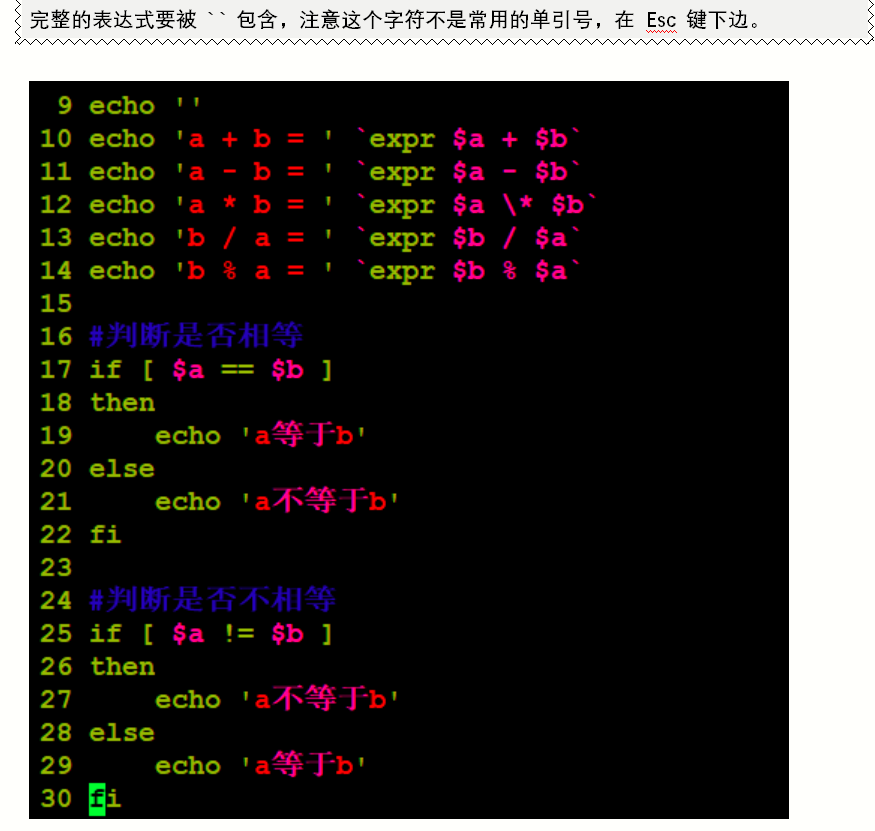 完整的表达式要被 `` 包含，注意这个字符不是常用的单引号，在 Esc 键下边。
9 echo ''
10 echo 'a + b = ' `expr $a + $b`
11 echo 'a - b = ' `expr $a - $b`
12 echo 'a * b = ' `expr $a \* $b`
13 echo 'b / a = ' `expr $b / $a`
14 echo 'b % a = ' `expr $b % $a`
15
16 #判断是否相等
17 if [ $a == $b ]
18 then
19     echo 'a等于b'
20 else
21     echo 'a不等于b'
22 fi
23
24 #判断是否不相等
25 if [ $a != $b ]
26 then
27     echo 'a不等于b'
28 else
29     echo 'a等于b'
30 fi